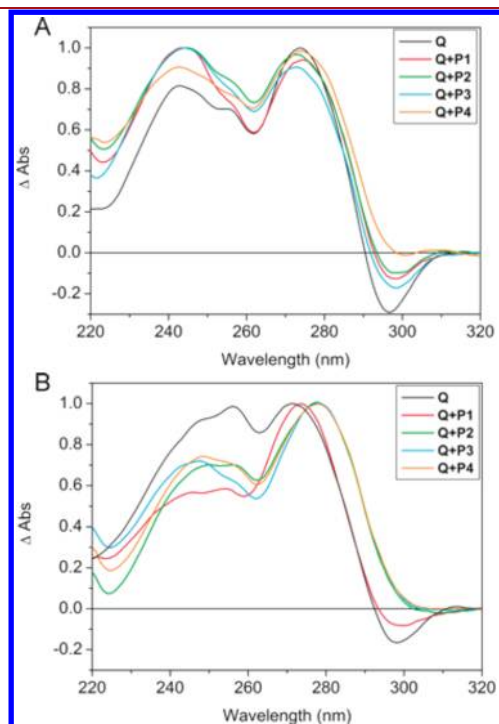 A
1.0
0.8
0.6
0.4
0.2
0.0
-0.2
Δ Abs
Q
Q+P1
Q+P2
Q+P3
Q+P4
220 240 260 280 300 320
Wavelength (nm)
B
1.0
0.8
0.6
0.4
0.2
0.0
-0.2
Δ Abs
Q
Q+P1
Q+P2
Q+P3
Q+P4
220 240 260 280 300 320
Wavelength (nm)